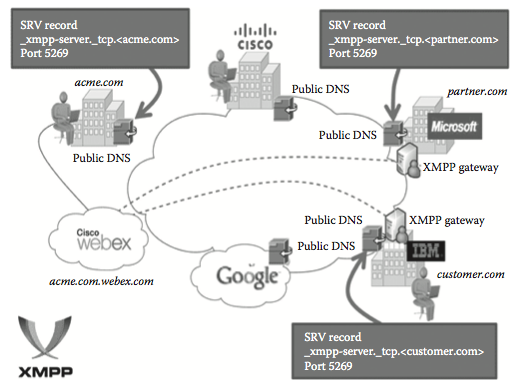 SRV record
_xmpp-server._tcp.<acme.com>
Port 5269
CISCO
SRV record
_xmpp-server._tcp.<partner.com>
Port 5269
acme.com
Public DNS
partner.com
Public DNS
Public DNS
Microsoft
XMPP gateway
Public DNS
XMPP gateway
Cisco
webex
Public DNS
IBM
Google
acme.com.webex.com
customer.com
SRV record
_xmpp-server._tcp.<customer.com>
Port 5269
XMPP